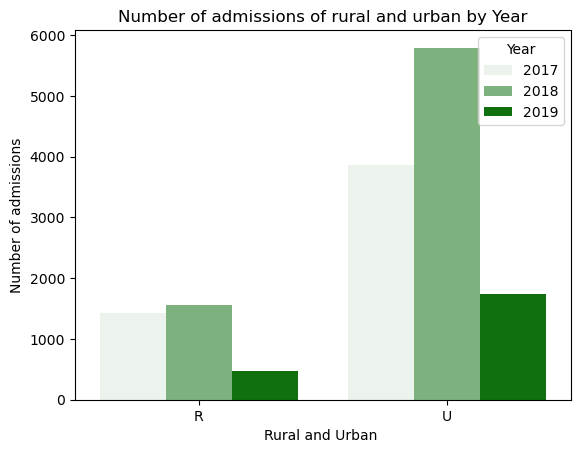 Number of admissions of rural and urban by Year
Number of admissions
6000
5000
4000
3000
2000
1000
0
Year
2017
2018
2019
R
U
Rural and Urban